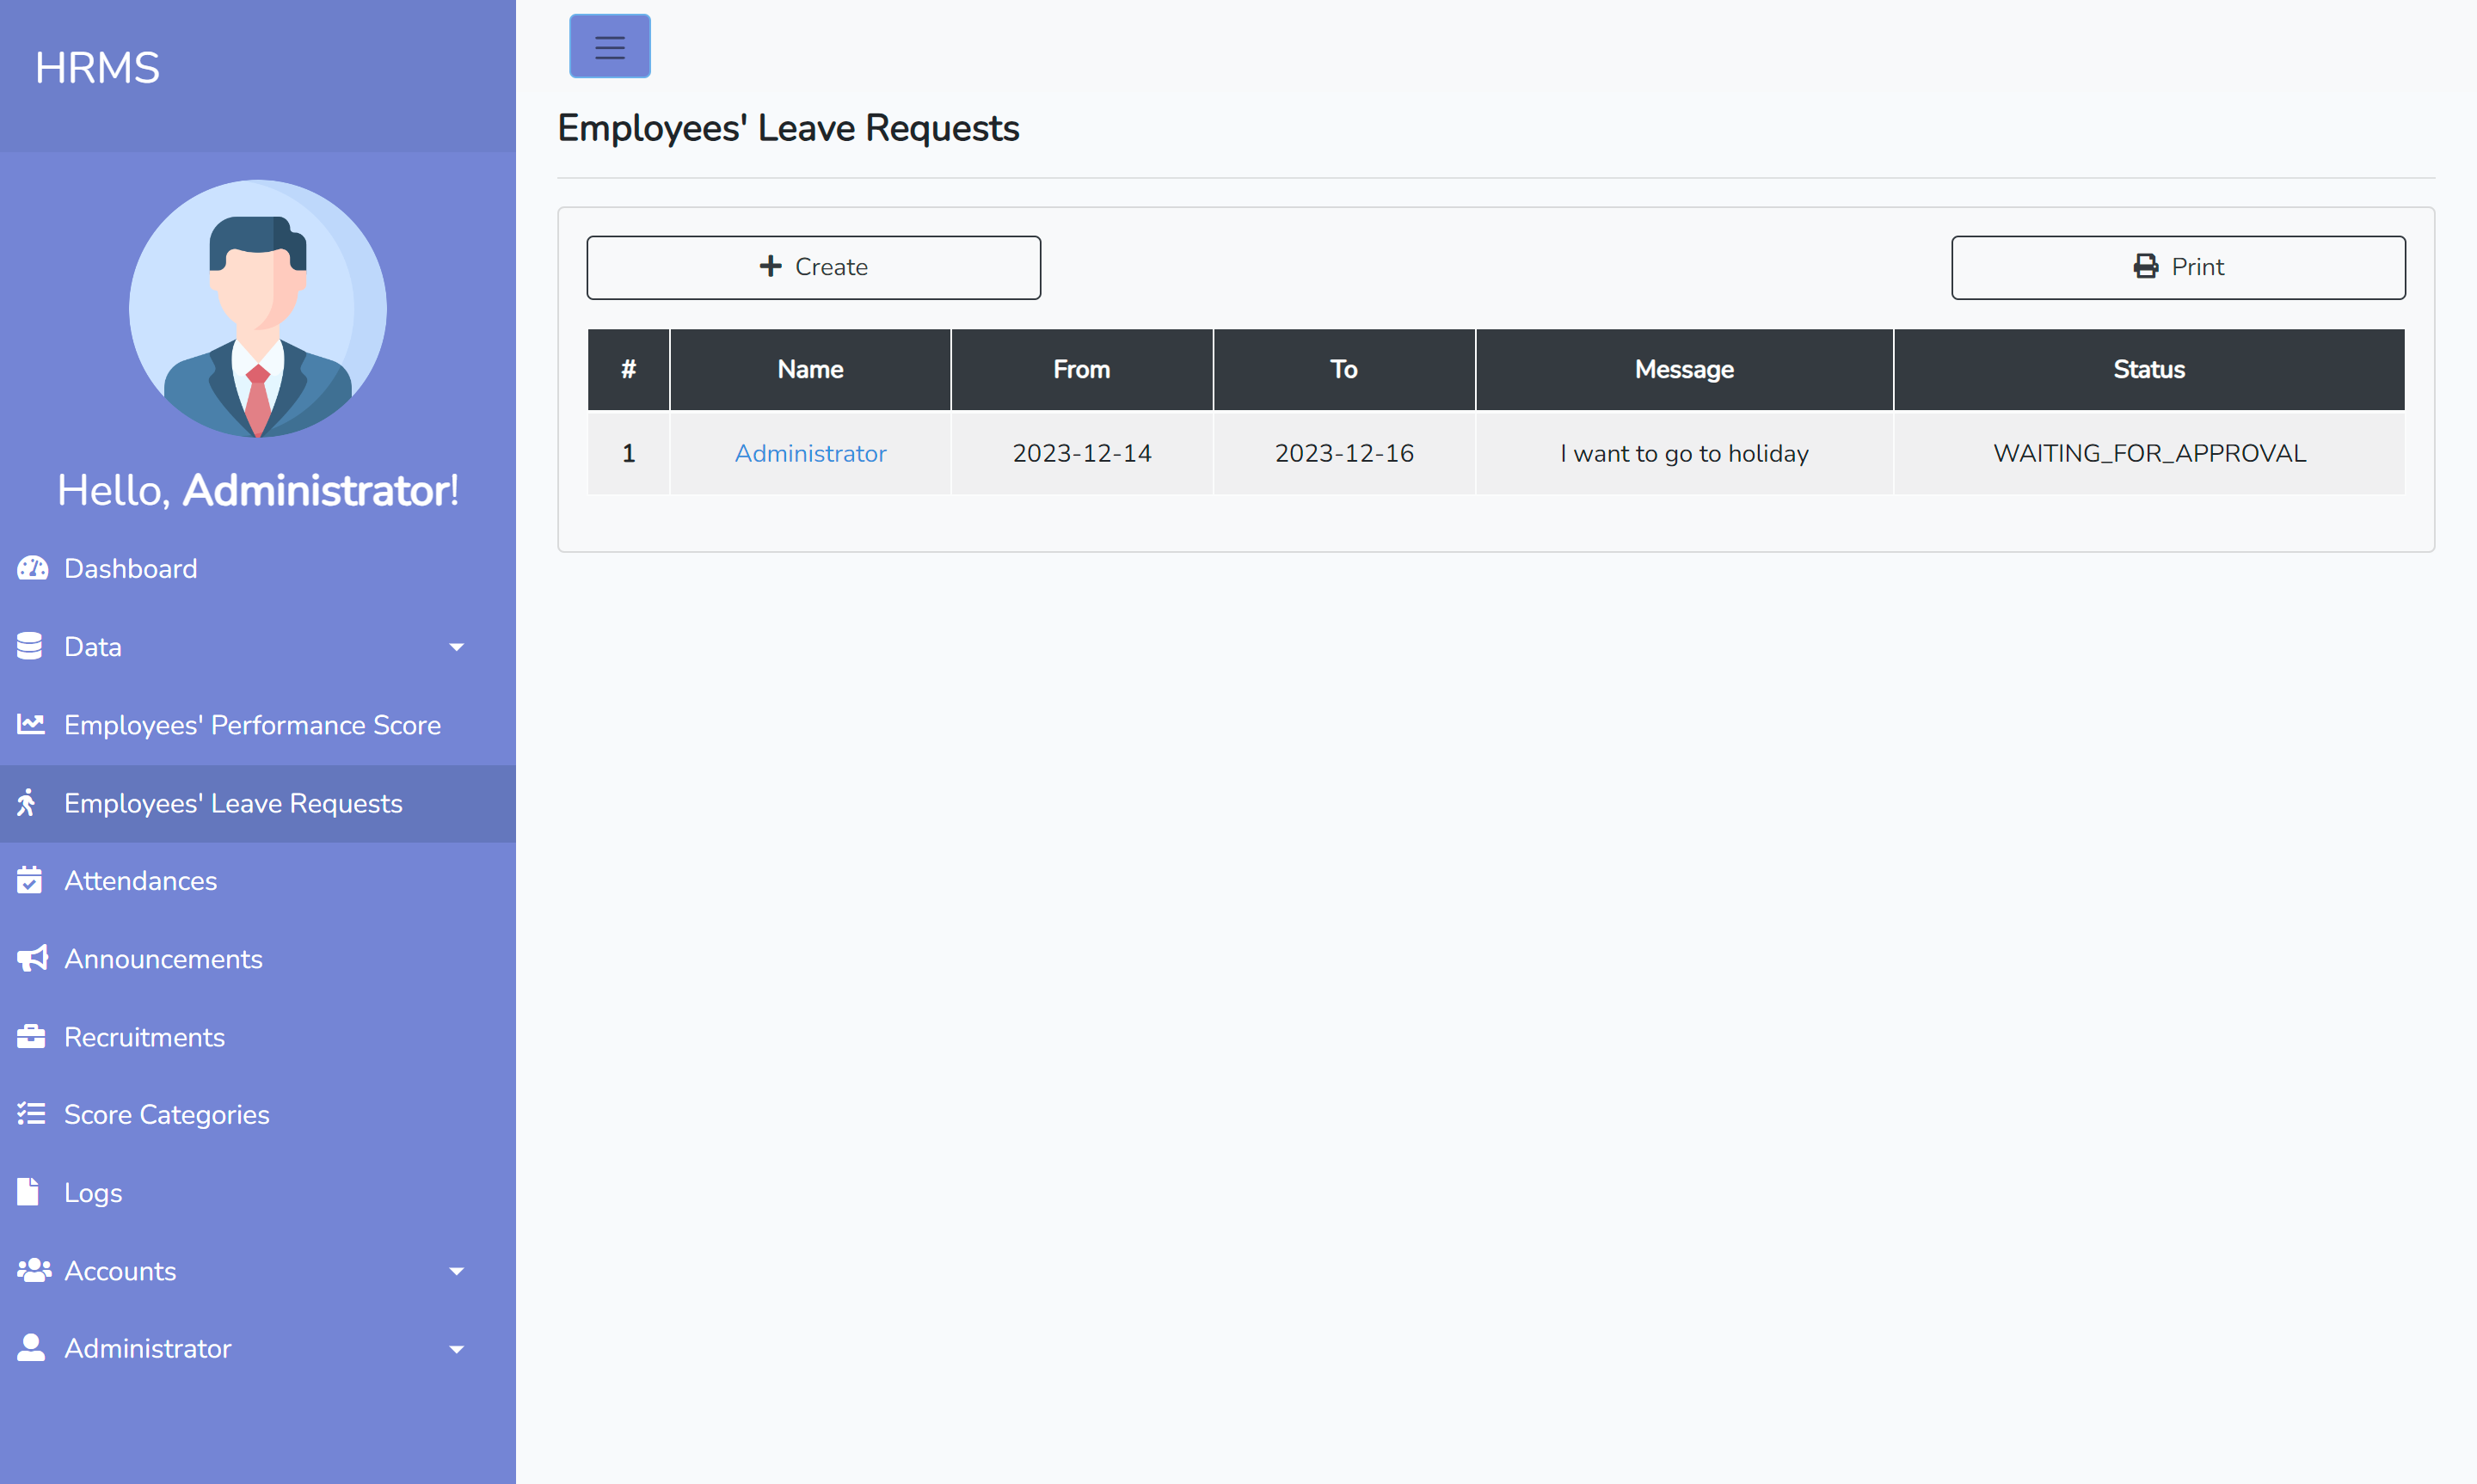 HRMS
Hello, Administrator!
Dashboard
Data
Employees' Performance Score
Employees' Leave Requests
Attendances
Announcements
Recruitments
Score Categories
Logs
Accounts
Administrator
Employees' Leave Requests
Create Print
# Name From To Message Status
1 Administrator 2023-12-14 2023-12-16 I want to go to holiday WAITING_FOR_APPROVAL